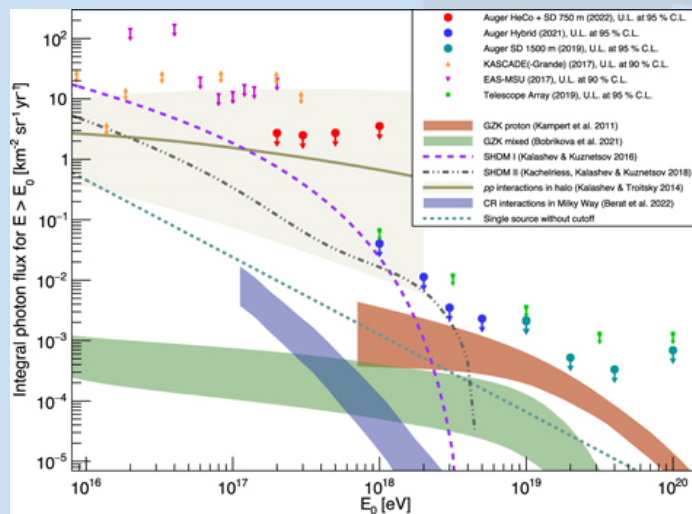 Integral photon flux for E > E₀ [km⁻² sr⁻¹ yr⁻¹]
10²
10
1
10⁻¹
10⁻²
10⁻³
10⁻⁴
10⁻⁵
10¹⁶
10¹⁷
10¹⁸
10¹⁹
10²⁰
E₀ [eV]
Auger HeCo + SD 750 m (2022), U.L. at 95 % C.L.
Auger Hybrid (2021), U.L. at 95 % C.L.
Auger SD 1500 m (2019), U.L. at 95 % C.L.
KASCADE(-Grande) (2017), U.L. at 90 % C.L.
EAS-MSU (2017), U.L. at 90 % C.L.
Telescope Array (2019), U.L. at 95 % C.L.
GZK proton (Kampert et al. 2011)
GZK mixed (Bobrikova et al. 2021)
SHDM I (Kalashev & Kuznetsov 2016)
SHDM II (Kachelriess, Kalashev & Kuznetsov 2018)
pp interactions in halo (Kalashev & Troitsky 2014)
CR interactions in Milky Way (Berat et al. 2022)
Single source without cutoff